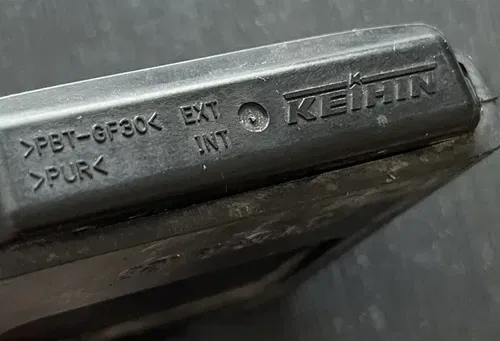 >PBT-GF30< EXT
>PUR< INT
KEIHIN